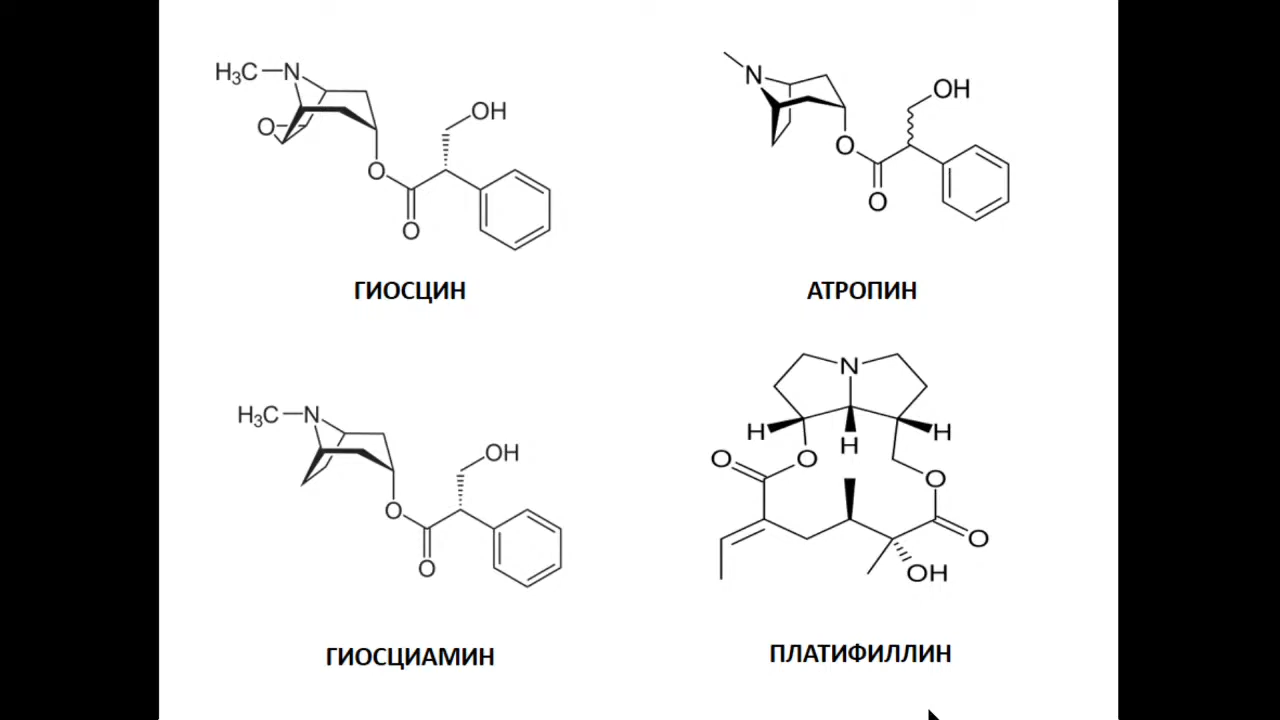 H₃C N
O
OH
O
O
ГИОСЦИН
N
OH
O
O
АТРОПИН
H₃C N
OH
O
O
ГИОСЦИАМИН
N
H H H
O O O
O
OH
ПЛАТИФИЛЛИН